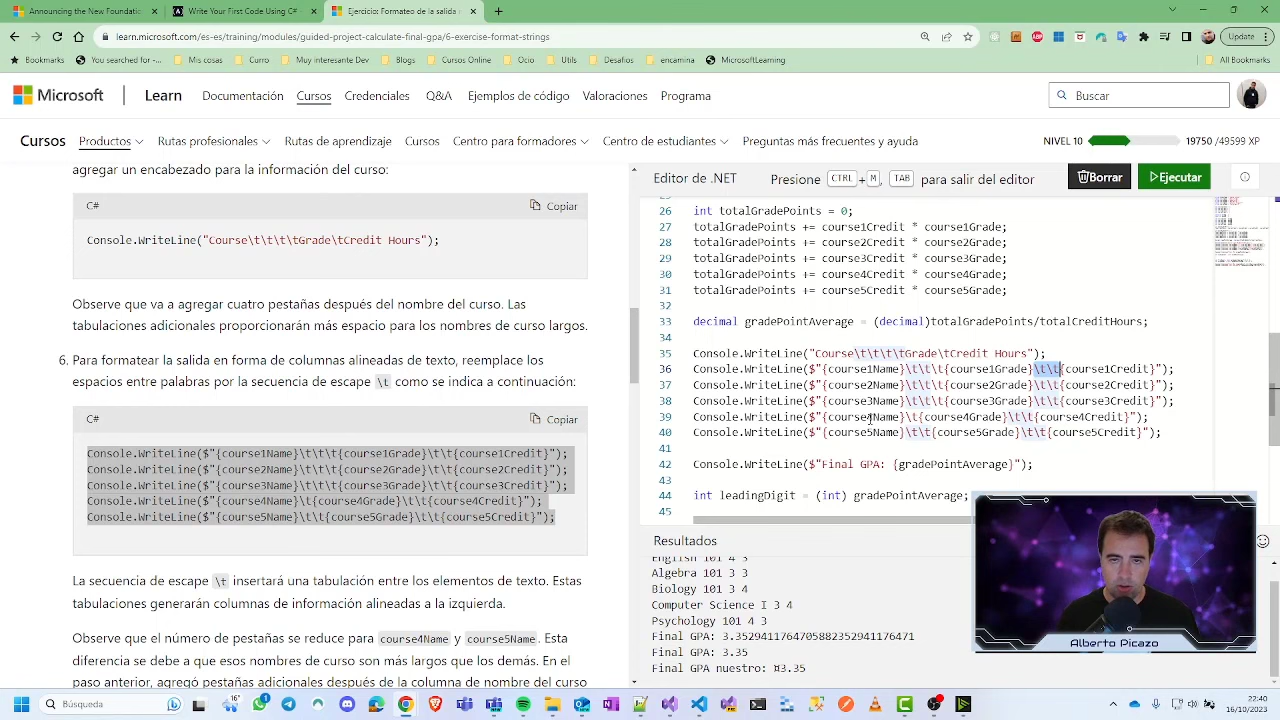 Announcing the New Foundatic
Write Your First Code Using C#
Ejercicio: Formateo de la salida
learn.microsoft.com/es-es/training/modules/guided-project-calculate-final-gpa/6-exercise-format-strings
Update
Bookmarks
You searched for -...
Mis cosas
Curro
Muy interesante Dev
Blogs
Cursos Online
Ocio
Utils
Desafios
encamina
MicrosoftLearning
All Bookmarks
Microsoft
Learn
Documentación
Cursos
Credenciales
Q&A
Ejemplos de código
Valoraciones
Programa
Buscar
Cursos
Productos
Rutas profesionales
Rutas de aprendizaje
Cursos
Centro para formadores
Centro de estudiantes
Preguntas más frecuentes y ayuda
NIVEL 10
19750 /49599 XP
agregar un encabezado para la información del curso:
C#
Copiar
Console.WriteLine("Course\t\t\t\tGrade\tCredit Hours");
Observe que va a agregar cuatro pestañas después del nombre del curso. Las
tabulaciones adicionales proporcionarán más espacio para los nombres de curso largos.
6. Para formatear la salida en forma de columnas alineadas de texto, reemplace los
espacios entre palabras por la secuencia de escape \t como se indica a continuación:
C#
Copiar
Console.WriteLine($"{course1Name}\t\t\t{course1Grade}\t\t{course1Credit}");
Console.WriteLine($"{course2Name}\t\t\t{course2Grade}\t\t{course2Credit}");
Console.WriteLine($"{course3Name}\t\t\t{course3Grade}\t\t{course3Credit}");
Console.WriteLine($"{course4Name}\t{course4Grade}\t\t{course4Credit}");
Console.WriteLine($"{course5Name}\t\t{course5Grade}\t\t{course5Credit}");
La secuencia de escape \t insertará una tabulación entre los elementos de texto. Estas
tabulaciones generarán columnas de información alineadas a la izquierda.
Observe que el número de pestañas se reduce para course4Name y course5Name. Esta
diferencia se debe a que esos nombres de curso son más largos que los demás. En el
paso anterior, agregó pestañas adicionales después de la columna de nombre del curso
Editor de .NET
Presione CTRL + M, TAB para salir del editor
Borrar
Ejecutar
26 int totalGradePoints = 0;
27 totalGradePoints += course1Credit * course1Grade;
28 totalGradePoints += course2Credit * course2Grade;
29 totalGradePoints += course3Credit * course3Grade;
30 totalGradePoints += course4Credit * course4Grade;
31 totalGradePoints += course5Credit * course5Grade;
32
33 decimal gradePointAverage = (decimal)totalGradePoints/totalCreditHours;
34
35 Console.WriteLine("Course\t\t\t\tGrade\tCredit Hours");
36 Console.WriteLine($"{course1Name}\t\t\t{course1Grade}\t\t{course1Credit}");
37 Console.WriteLine($"{course2Name}\t\t\t{course2Grade}\t\t{course2Credit}");
38 Console.WriteLine($"{course3Name}\t\t\t{course3Grade}\t\t{course3Credit}");
39 Console.WriteLine($"{course4Name}\t{course4Grade}\t\t{course4Credit}");
40 Console.WriteLine($"{course5Name}\t\t{course5Grade}\t\t{course5Credit}");
41
42 Console.WriteLine($"Final GPA: {gradePointAverage}");
43
44 int leadingDigit = (int) gradePointAverage;
45
Resultados
English 101 4 3
Algebra 101 3 3
Biology 101 3 4
Computer Science I 3 4
Psychology 101 4 3
Final GPA: 3.3529411764705882352941176471
Final GPA: 3.35
Final GPA nuestro: ¤3.35
Alberto Picazo
Búsqueda
16°
22:40
16/10/2023